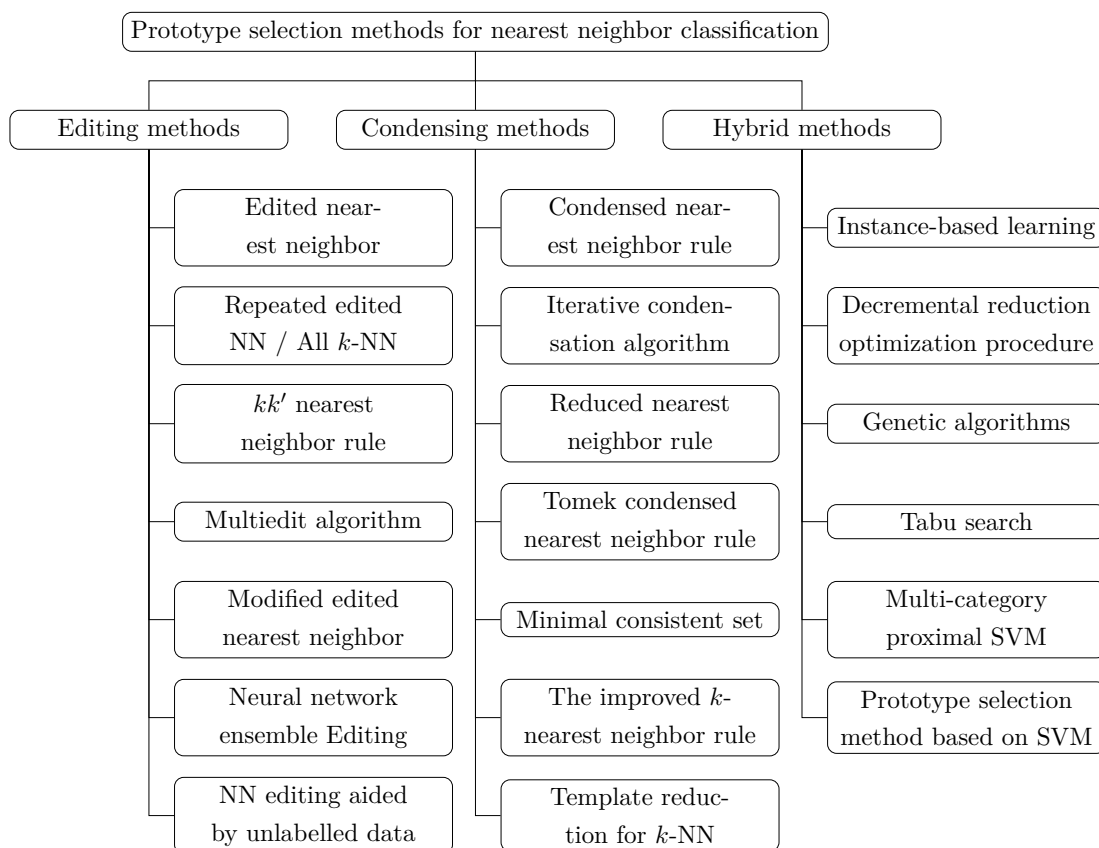 Prototype selection methods for nearest neighbor classification
Editing methods
Edited near-
est neighbor
Repeated edited
NN / All k-NN
kk′ nearest
neighbor rule
Multiedit algorithm
Modified edited
nearest neighbor
Neural network
ensemble Editing
NN editing aided
by unlabelled data
Condensing methods
Condensed near-
est neighbor rule
Iterative conden-
sation algorithm
Reduced nearest
neighbor rule
Tomek condensed
nearest neighbor rule
Minimal consistent set
The improved k-
nearest neighbor rule
Template reduc-
tion for k-NN
Hybrid methods
Instance-based learning
Decremental reduction
optimization procedure
Genetic algorithms
Tabu search
Multi-category
proximal SVM
Prototype selection
method based on SVM